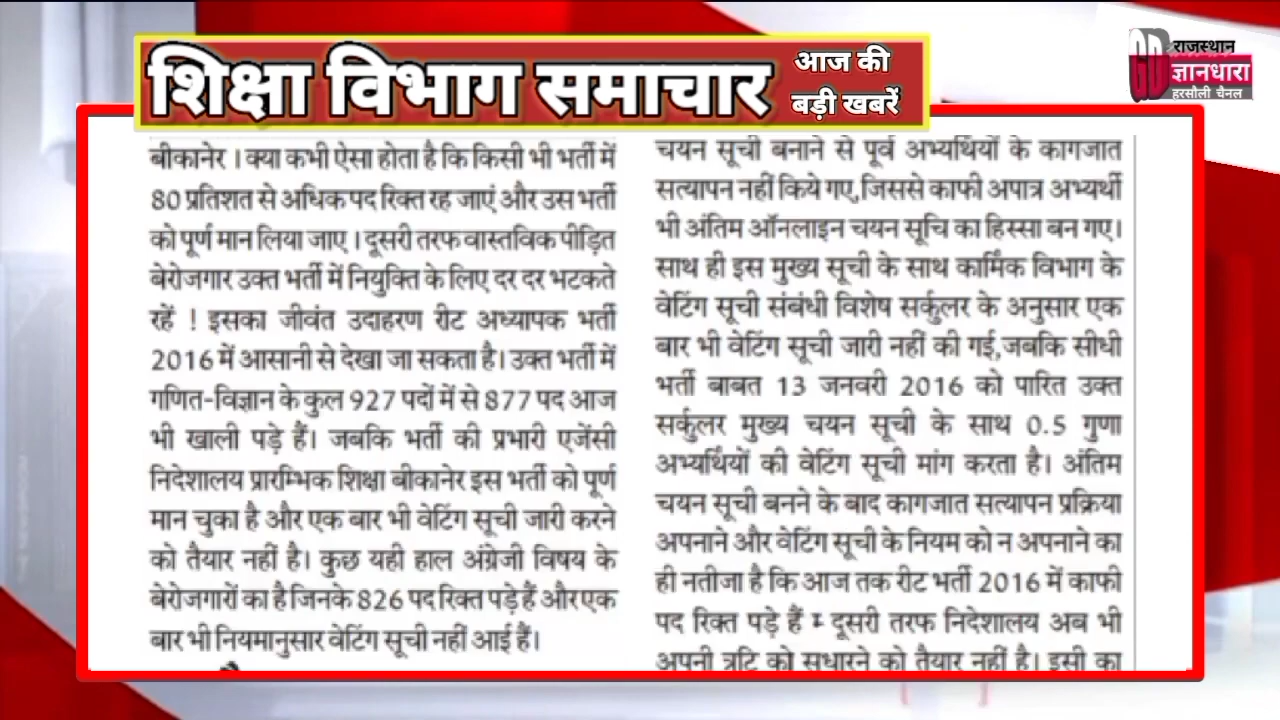 शिक्षा विभाग समाचार
आज की
बड़ी खबरें
राजस्थान
ज्ञानधारा
हरसौली चैनल
GD
बीकानेर । क्या कभी ऐसा होता है कि किसी भी भर्ती में
80 प्रतिशत से अधिक पद रिक्त रह जाएं और उस भर्ती
को पूर्ण मान लिया जाए । दूसरी तरफ वास्तविक पीड़ित
बेरोजगार उक्त भर्ती में नियुक्ति के लिए दर दर भटकते
रहें ! इसका जीवंत उदाहरण रीट अध्यापक भर्ती
2016 में आसानी से देखा जा सकता है। उक्त भर्ती में
गणित-विज्ञान के कुल 927 पदों में से 877 पद आज
भी खाली पड़े हैं। जबकि भर्ती की प्रभारी एजेंसी
निदेशालय प्रारम्भिक शिक्षा बीकानेर इस भर्ती को पूर्ण
मान चुका है और एक बार भी वेटिंग सूची जारी करने
को तैयार नहीं है। कुछ यही हाल अंग्रेजी विषय के
बेरोजगारों का है जिनके 826 पद रिक्त पड़े हैं और एक
बार भी नियमानुसार वेटिंग सूची नहीं आई हैं।
चयन सूची बनाने से पूर्व अभ्यर्थियों के कागजात
सत्यापन नहीं किये गए,जिससे काफी अपात्र अभ्यर्थी
भी अंतिम ऑनलाइन चयन सूचि का हिस्सा बन गए।
साथ ही इस मुख्य सूची के साथ कार्मिक विभाग के
वेटिंग सूची संबंधी विशेष सर्कुलर के अनुसार एक
बार भी वेटिंग सूची जारी नहीं की गई,जबकि सीधी
भर्ती बाबत 13 जनवरी 2016 को पारित उक्त
सर्कुलर मुख्य चयन सूची के साथ 0.5 गुणा
अभ्यर्थियों की वेटिंग सूची मांग करता है। अंतिम
चयन सूची बनने के बाद कागजात सत्यापन प्रक्रिया
अपनाने और वेटिंग सूची के नियम को न अपनाने का
ही नतीजा है कि आज तक रीट भर्ती 2016 में काफी
पद रिक्त पड़े हैं दूसरी तरफ निदेशालय अब भी
अपनी त्रुटि को सुधारने को तैयार नहीं है। इसी का